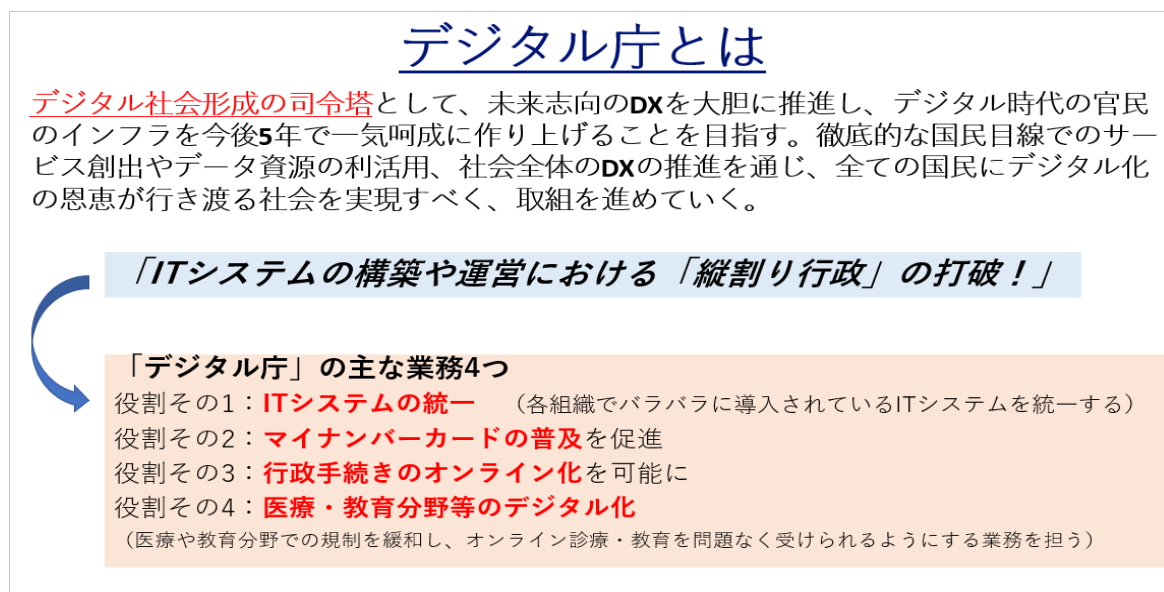 デジタル庁とは
デジタル社会形成の司令塔として、未来志向のDXを大胆に推進し、デジタル時代の官民
のインフラを今後5年で一気呵成に作り上げることを目指す。徹底的な国民目線でのサー
ビス創出やデータ資源の利活用、社会全体のDXの推進を通じ、全ての国民にデジタル化
の恩恵が行き渡る社会を実現すべく、取組を進めていく。
「ITシステムの構築や運営における「縦割り行政」の打破！」
「デジタル庁」の主な業務4つ
役割その1：ITシステムの統一　（各組織でバラバラに導入されているITシステムを統一する）
役割その2：マイナンバーカードの普及を促進
役割その3：行政手続きのオンライン化を可能に
役割その4：医療・教育分野等のデジタル化
（医療や教育分野での規制を緩和し、オンライン診療・教育を問題なく受けられるようにする業務を担う）